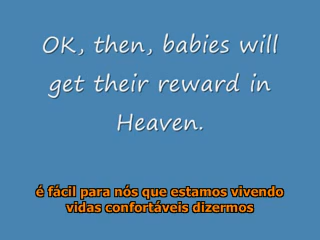 OK, then, babies will
get their reward in
Heaven.
é fácil para nós que estamos vivendo
vidas confortáveis dizermos